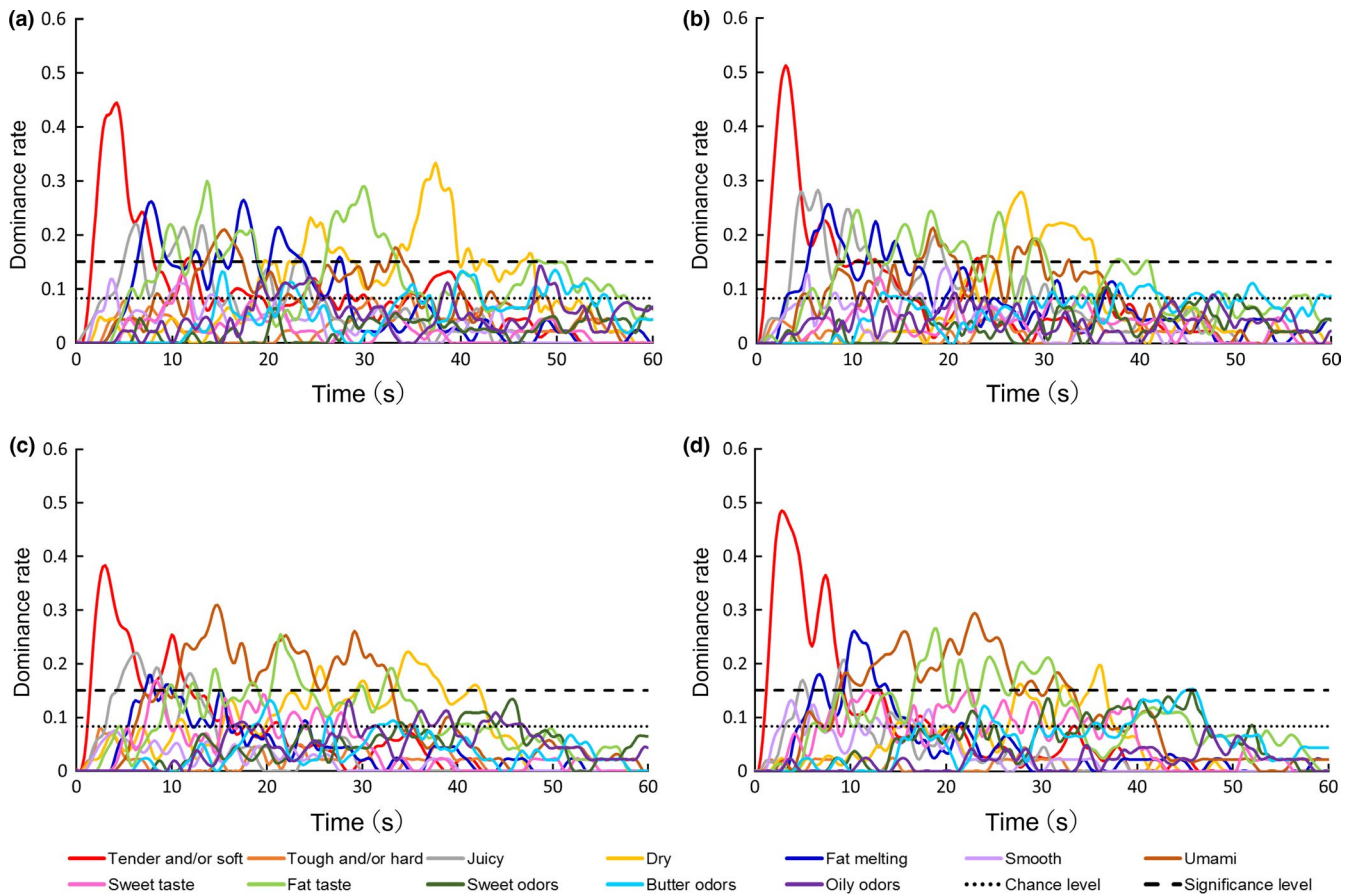 (a)
0.6
0.5
0.4
0.3
0.2
0.1
0
Dominance rate
0 10 20 30 40 50 60
Time (s)
(b)
0.6
0.5
0.4
0.3
0.2
0.1
0
Dominance rate
0 10 20 30 40 50 60
Time (s)
(c)
0.6
0.5
0.4
0.3
0.2
0.1
0
Dominance rate
0 10 20 30 40 50 60
Time (s)
(d)
0.6
0.5
0.4
0.3
0.2
0.1
0
Dominance rate
0 10 20 30 40 50 60
Time (s)
Tender and/or soft Tough and/or hard Juicy Dry Fat melting Smooth Umami
Sweet taste Fat taste Sweet odors Butter odors Oily odors Chance level Significance level